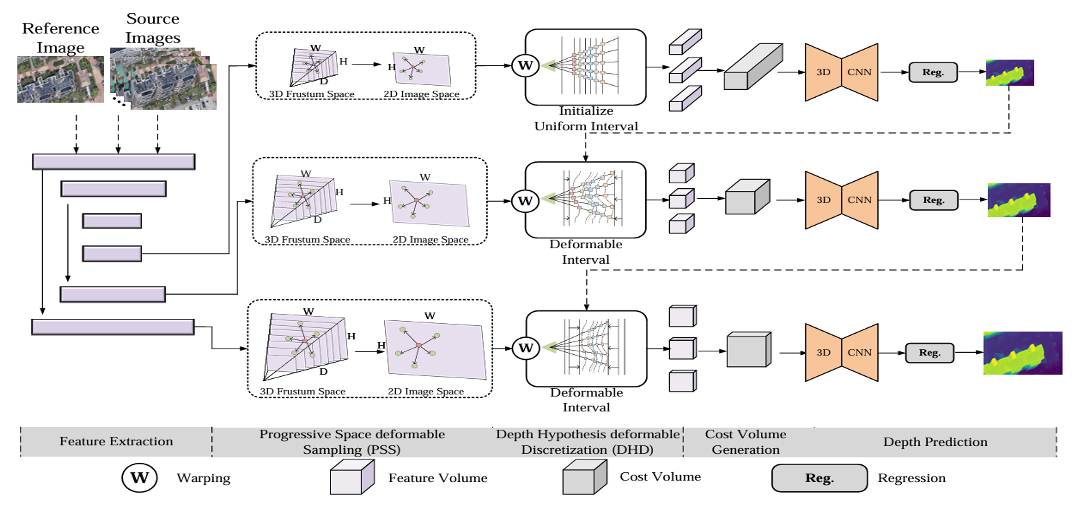 Reference
Image
Source
Images
W
H
D
3D Frustum Space
2D Image Space
W
H
W
Initialize
Uniform Interval
3D
CNN
Reg.
W
H
D
3D Frustum Space
2D Image Space
W
H
W
Deformable
Interval
3D
CNN
Reg.
W
H
D
3D Frustum Space
2D Image Space
W
H
W
Deformable
Interval
3D
CNN
Reg.
Feature Extraction
Progressive Space deformable
Sampling (PSS)
Depth Hypothesis deformable
Discretization (DHD)
Cost Volume
Generation
Depth Prediction
W
Warping
Feature Volume
Cost Volume
Reg.
Regression